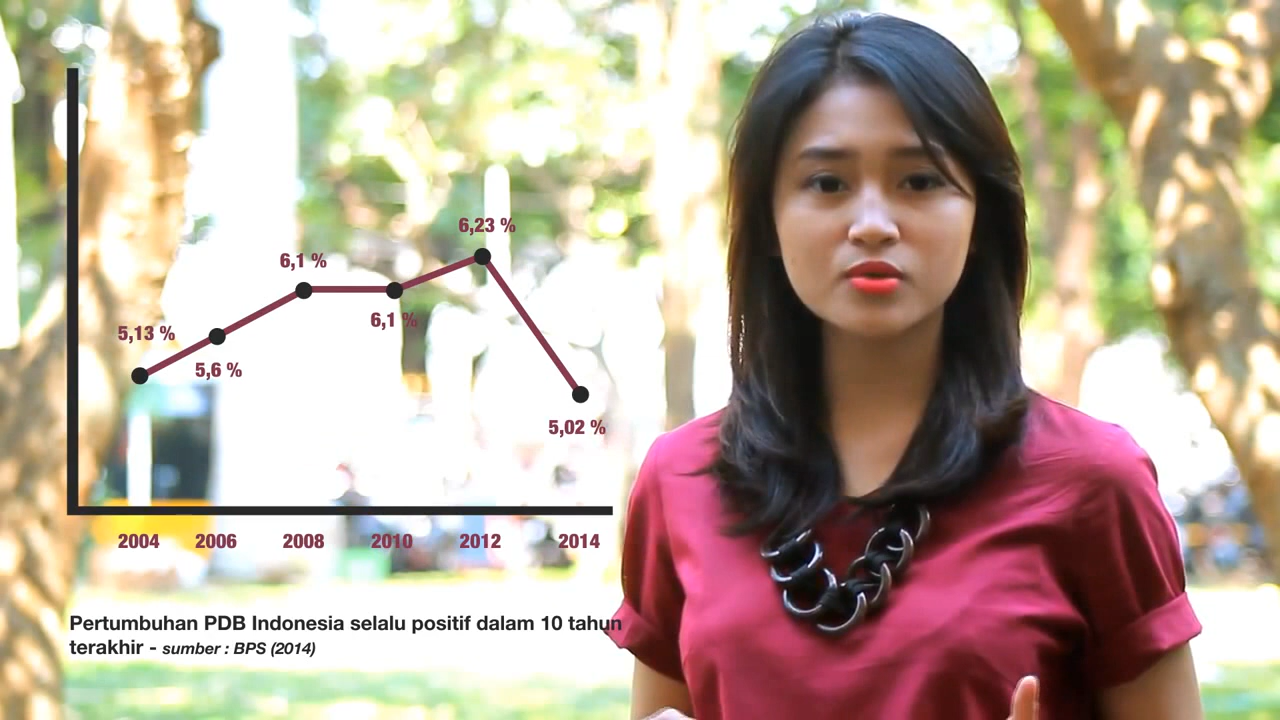 6,23 %
6,1 %
6,1 %
5,13 %
5,6 %
5,02 %
2004 2006 2008 2010 2012 2014
Pertumbuhan PDB Indonesia selalu positif dalam 10 tahun
terakhir - sumber : BPS (2014)